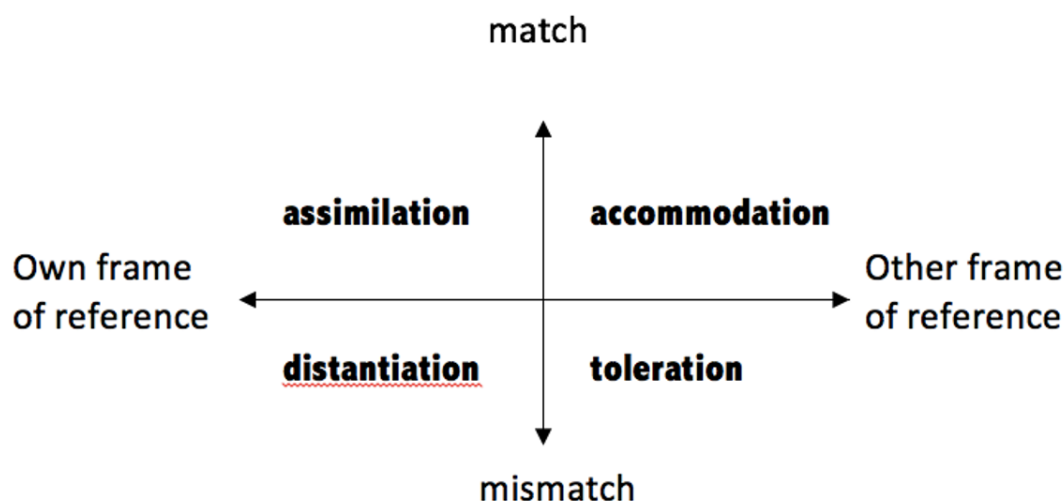 match
assimilation
accommodation
Own frame
of reference
Other frame
of reference
distantiation
toleration
mismatch